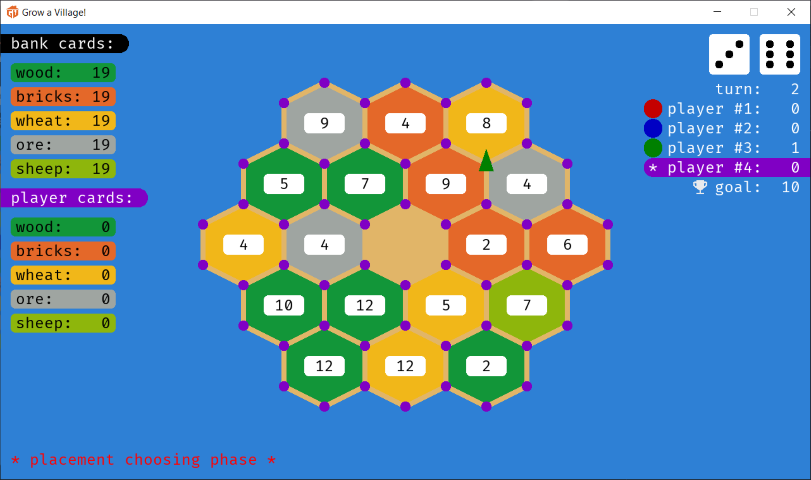 Grow a Village!
bank cards:
wood: 19
bricks: 19
wheat: 19
ore: 19
sheep: 19
player cards:
wood: 0
bricks: 0
wheat: 0
ore: 0
sheep: 0
9 4 8
5 7 9 4
4 4 2 6
10 12 5 7
12 12 2
turn: 2
player #1: 0
player #2: 0
player #3: 1
* player #4: 0
goal: 10
* placement choosing phase *